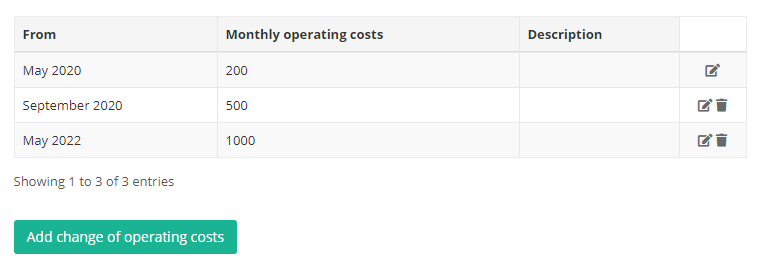 From Monthly operating costs Description
May 2020 200
September 2020 500
May 2022 1000
Showing 1 to 3 of 3 entries
Add change of operating costs